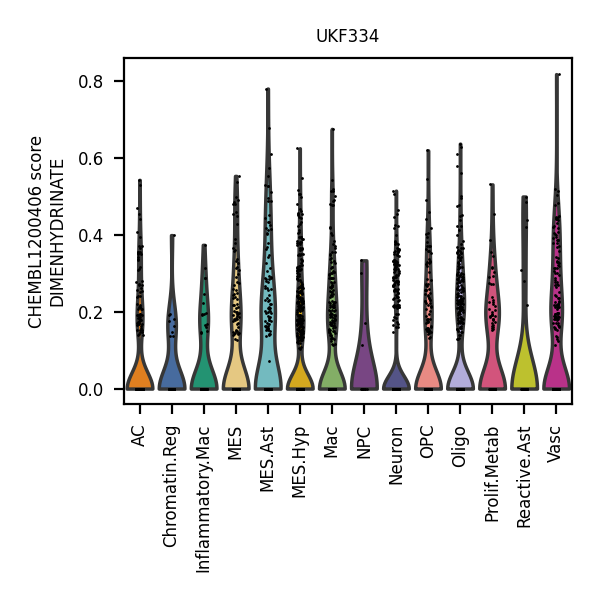 UKF334
CHEMBL1200406 score
DIMENHYDRINATE
0.8
0.6
0.4
0.2
0.0
AC
Chromatin.Reg
Inflammatory.Mac
MES
MES.Ast
MES.Hyp
Mac
NPC
Neuron
OPC
Oligo
Prolif.Metab
Reactive.Ast
Vasc